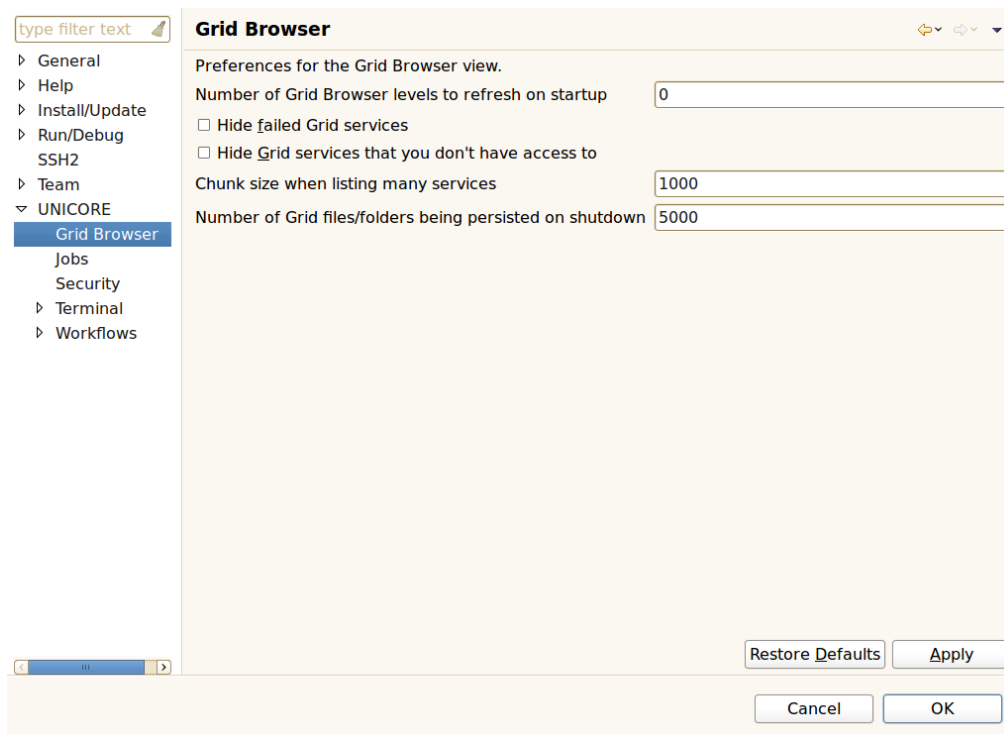 type filter text
General
Help
Install/Update
Run/Debug
SSH2
Team
UNICORE
Grid Browser
Jobs
Security
Terminal
Workflows
Grid Browser
Preferences for the Grid Browser view.
Number of Grid Browser levels to refresh on startup 0
Hide failed Grid services
Hide Grid services that you don't have access to
Chunk size when listing many services 1000
Number of Grid files/folders being persisted on shutdown 5000
Restore Defaults Apply
Cancel OK